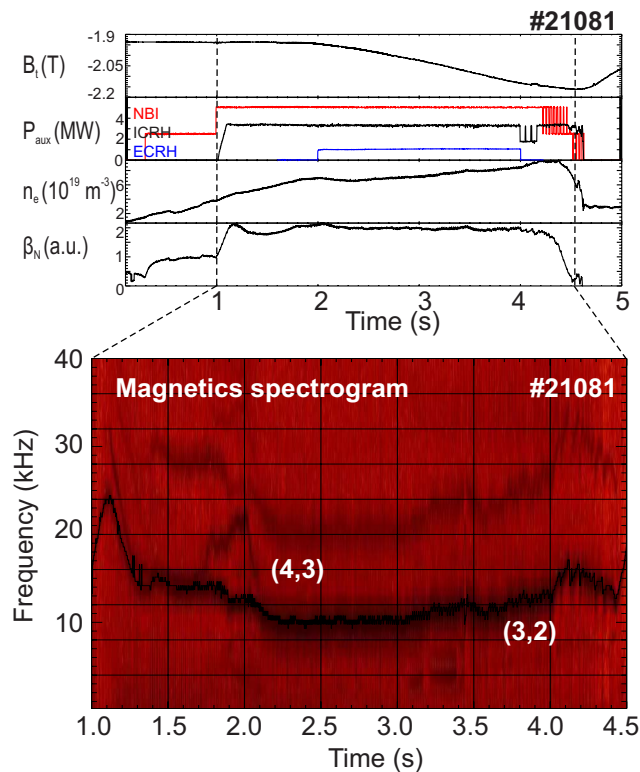 #21081
-1.9
B_t(T)
-2.05
-2.2
NBI
4
P_aux(MW)
ICRH
2
ECRH
0
n_e(10^19 m^-3)
6
2
β_N(a.u.)
2
1
0
1 2 3 4 5
Time (s)
40
Magnetics spectrogram #21081
30
Frequency (kHz)
20
(4,3)
10
(3,2)
1.0 1.5 2.0 2.5 3.0 3.5 4.0 4.5
Time (s)